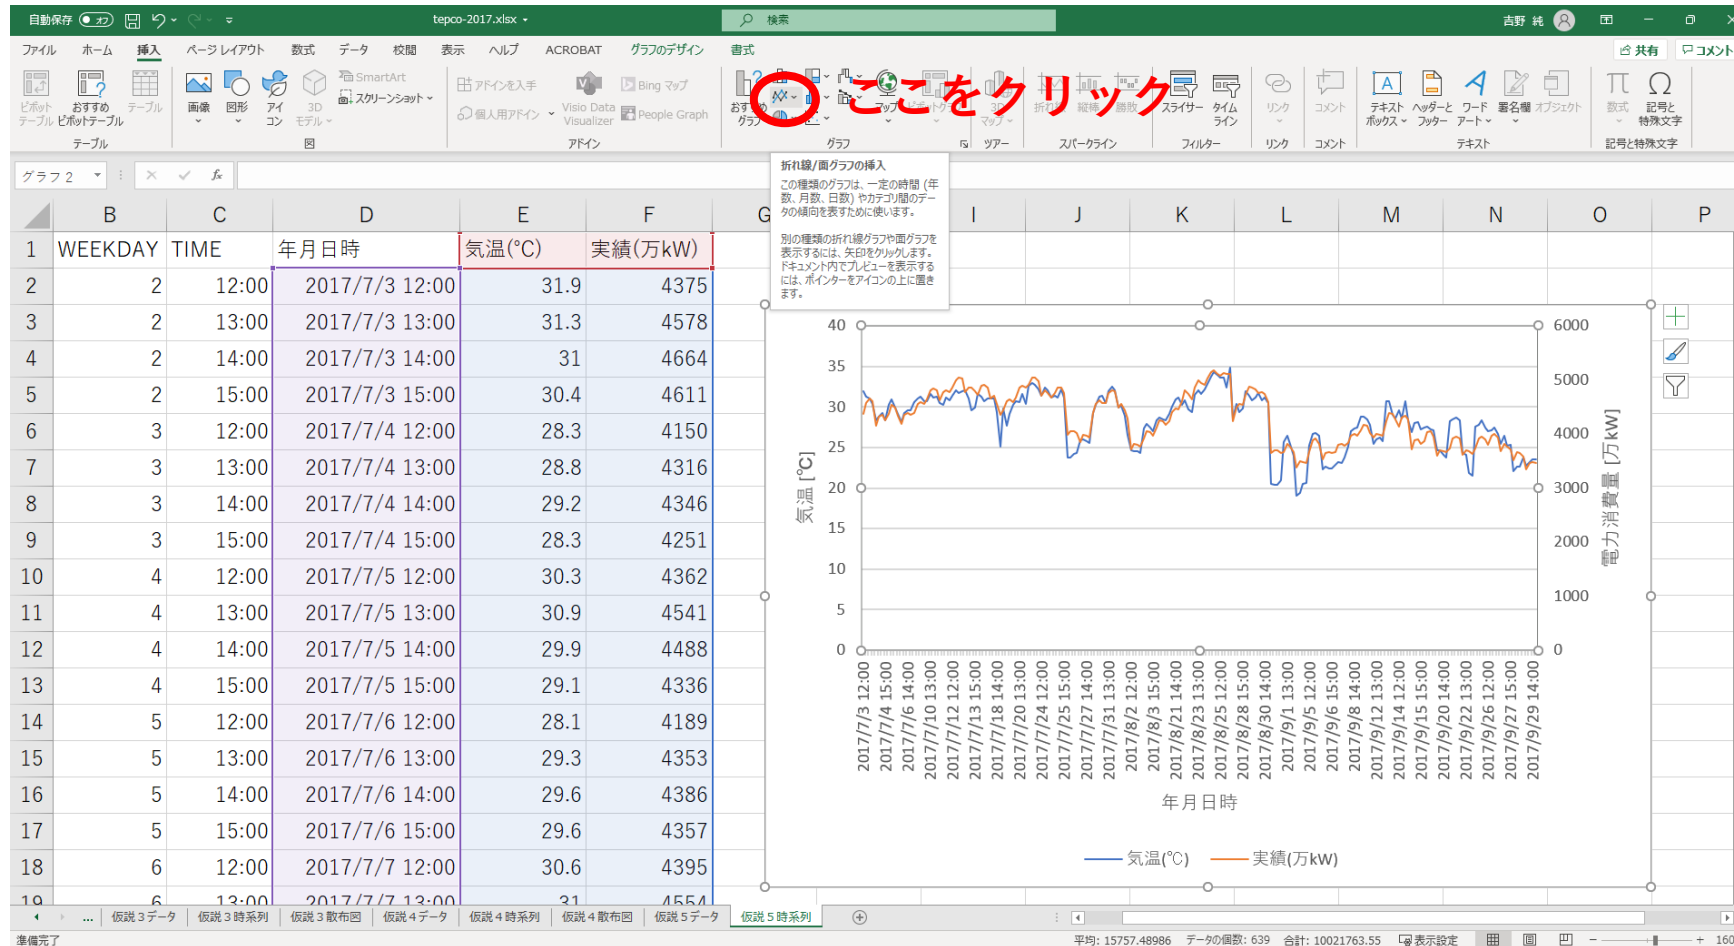 自動保存 オフ
tepco-2017.xlsx
検索
吉野 純
ファイル ホーム 挿入 ページ レイアウト 数式 データ 校閲 表示 ヘルプ ACROBAT グラフのデザイン 書式
共有 コメント
ピボット
テーブル
おすすめ
ピボットテーブル
テーブル
画像 図形 アイ
コン
3D
モデル
SmartArt
スクリーンショット
アドインを入手
個人用アドイン
Visio Data
Visualizer
Bing マップ
People Graph
おすすめ
グラフ
ここをクリック
スライサー タイム
ライン
リンク コメント
テキスト
ボックス
ヘッダーと
フッター
ワード
アート
署名欄 オブジェクト
数式 記号と
特殊文字
テーブル 図 アドイン グラフ ツアー スパークライン フィルター リンク コメント テキスト 記号と特殊文字
グラフ 2
fx
折れ線/面グラフの挿入
この種類のグラフは、一定の時間 (年
数、月数、日数) やカテゴリ間のデー
タの傾向を表すために使います。
別の種類の折れ線グラフや面グラフを
表示するには、矢印をクリックします。
ドキュメント内でプレビューを表示する
には、ポインターをアイコンの上に置き
ます。
B C D E F G I J K L M N O P
1 WEEKDAY TIME 年月日時 気温(℃) 実績(万kW)
2 2 12:00 2017/7/3 12:00 31.9 4375
3 2 13:00 2017/7/3 13:00 31.3 4578
4 2 14:00 2017/7/3 14:00 31 4664
5 2 15:00 2017/7/3 15:00 30.4 4611
6 3 12:00 2017/7/4 12:00 28.3 4150
7 3 13:00 2017/7/4 13:00 28.8 4316
8 3 14:00 2017/7/4 14:00 29.2 4346
9 3 15:00 2017/7/4 15:00 28.3 4251
10 4 12:00 2017/7/5 12:00 30.3 4362
11 4 13:00 2017/7/5 13:00 30.9 4541
12 4 14:00 2017/7/5 14:00 29.9 4488
13 4 15:00 2017/7/5 15:00 29.1 4336
14 5 12:00 2017/7/6 12:00 28.1 4189
15 5 13:00 2017/7/6 13:00 29.3 4353
16 5 14:00 2017/7/6 14:00 29.6 4386
17 5 15:00 2017/7/6 15:00 29.6 4357
18 6 12:00 2017/7/7 12:00 30.6 4395
19 6 13:00 2017/7/7 13:00 31 4554
40
35
30
25
20
15
10
5
0
気温 [℃]
6000
5000
4000
3000
2000
1000
0
電力消費量 [万kW]
2017/7/3 12:00
2017/7/4 15:00
2017/7/6 14:00
2017/7/10 13:00
2017/7/12 12:00
2017/7/13 15:00
2017/7/18 14:00
2017/7/20 13:00
2017/7/24 12:00
2017/7/25 15:00
2017/7/27 14:00
2017/7/31 13:00
2017/8/2 12:00
2017/8/3 15:00
2017/8/21 14:00
2017/8/23 13:00
2017/8/25 12:00
2017/8/28 15:00
2017/8/30 14:00
2017/9/1 13:00
2017/9/5 12:00
2017/9/6 15:00
2017/9/8 14:00
2017/9/12 13:00
2017/9/14 12:00
2017/9/15 15:00
2017/9/20 14:00
2017/9/22 13:00
2017/9/26 12:00
2017/9/27 15:00
2017/9/29 14:00
年月日時
気温(℃) 実績(万kW)
... 仮説３データ 仮説３時系列 仮説３散布図 仮説４データ 仮説４時系列 仮説４散布図 仮説５データ 仮説５時系列
準備完了
平均: 15757.48986 データの個数: 639 合計: 10021763.55 表示設定